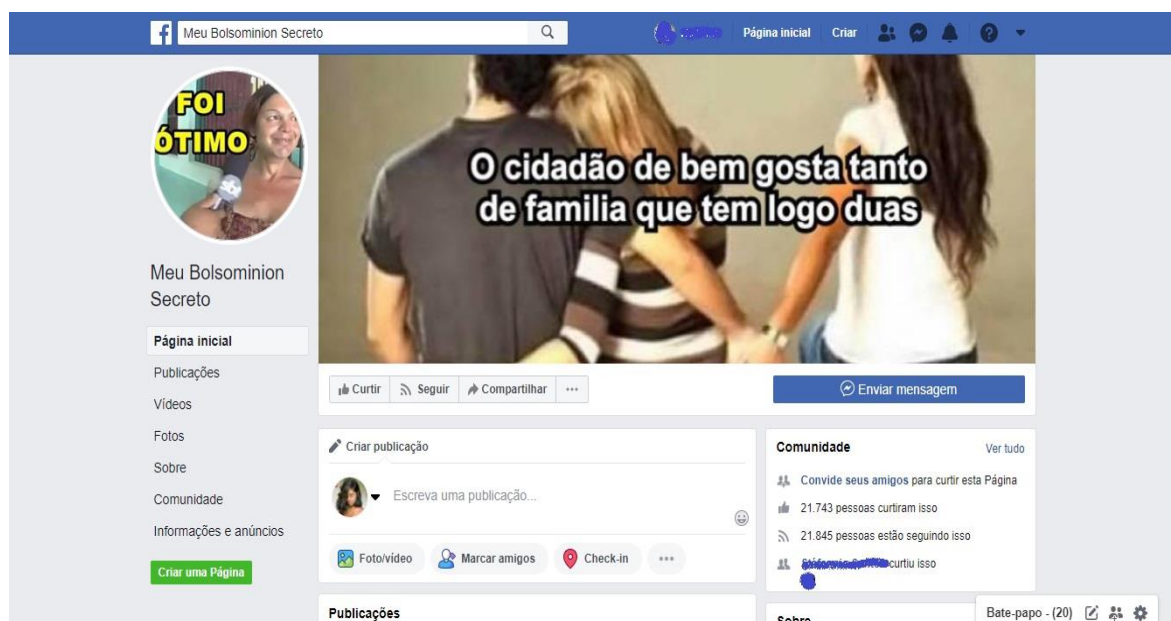 Meu Bolsominion Secreto
Página inicial
Criar
FOI
ÓTIMO
sbt
O cidadão de bem gosta tanto
de familia que tem logo duas
Meu Bolsominion
Secreto
Página inicial
Publicações
Vídeos
Fotos
Sobre
Comunidade
Informações e anúncios
Criar uma Página
Curtir
Seguir
Compartilhar
Enviar mensagem
Criar publicação
Escreva uma publicação...
Foto/vídeo
Marcar amigos
Check-in
Publicações
Comunidade
Ver tudo
Convide seus amigos para curtir esta Página
21.743 pessoas curtiram isso
21.845 pessoas estão seguindo isso
curtiu isso
Sobre
Bate-papo - (20)